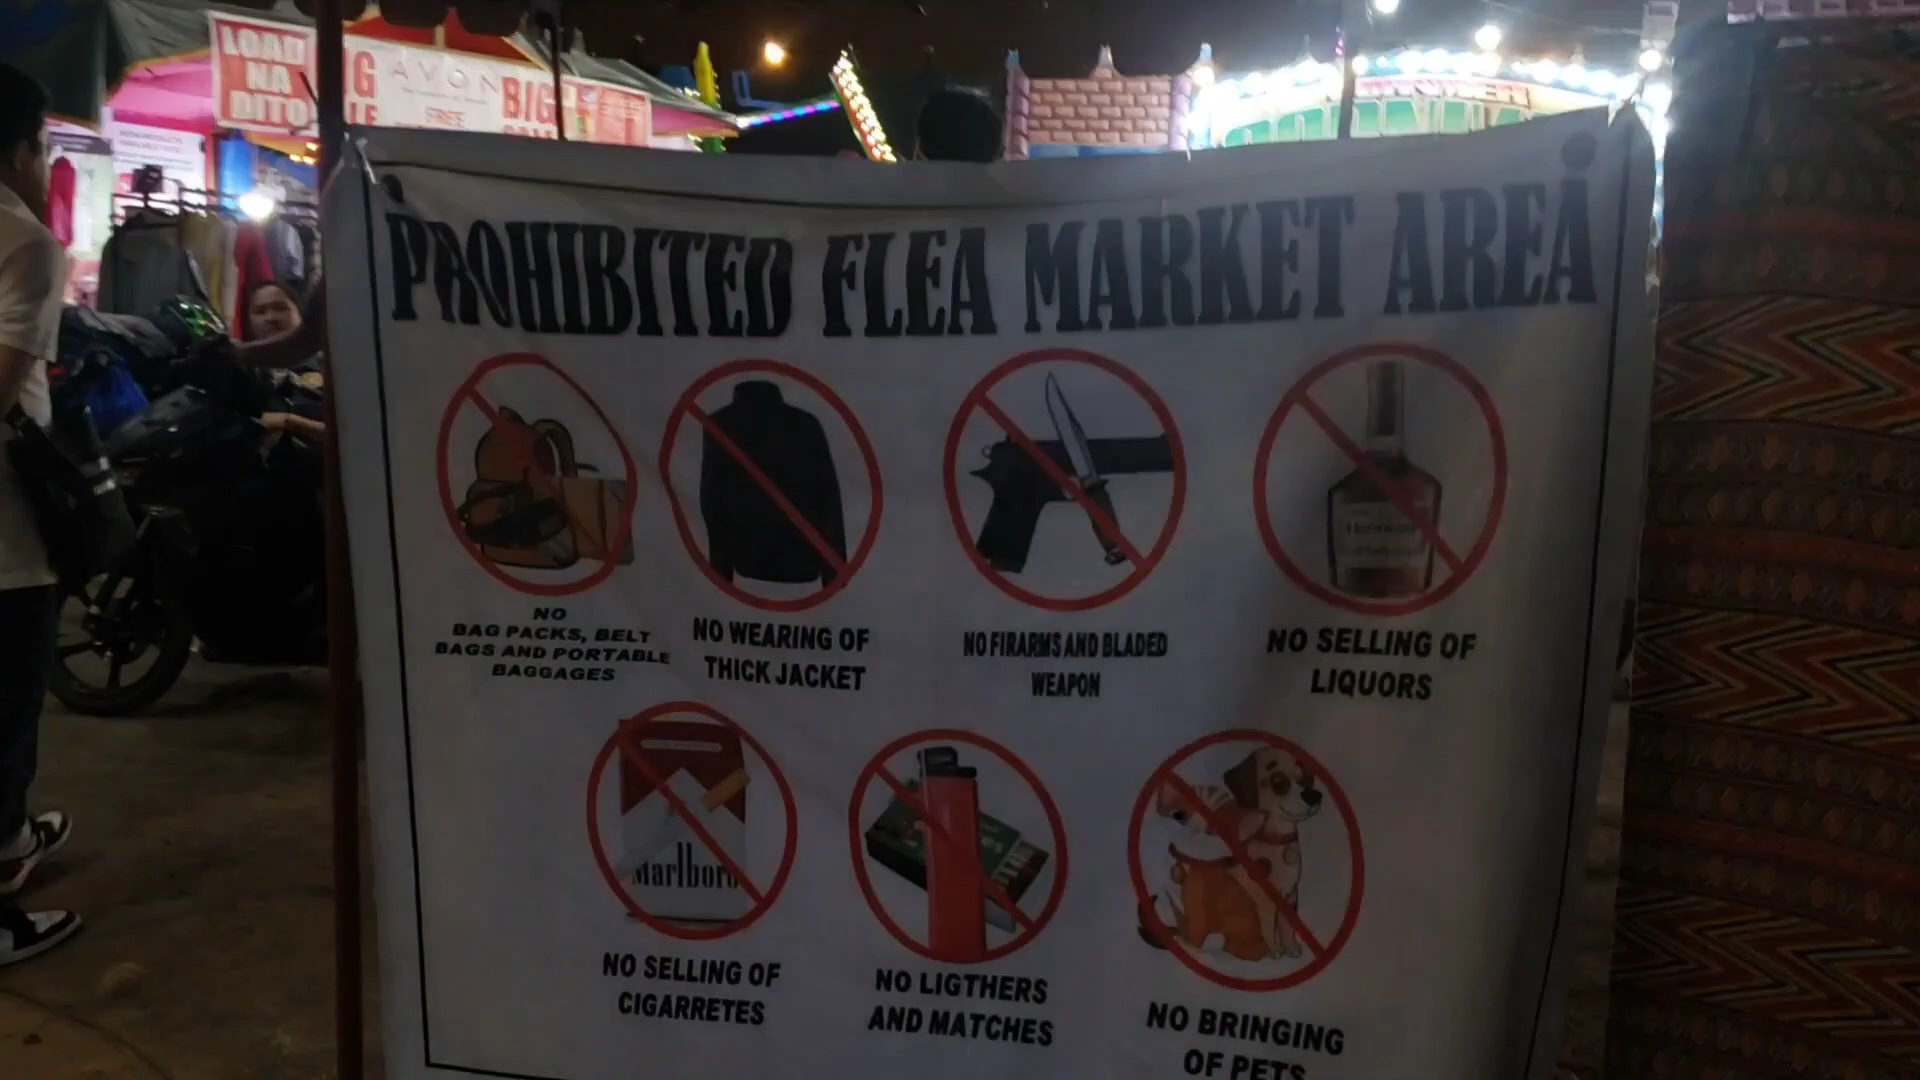 LOAD
NA
DITO
AVON
FREE
BIG
PROHIBITED FLEA MARKET AREA
NO
BAG PACKS, BELT
BAGS AND PORTABLE
BAGGAGES
NO WEARING OF
THICK JACKET
NO FIRARMS AND BLADED
WEAPON
NO SELLING OF
LIQUORS
Marlboro
NO SELLING OF
CIGARRETES
NO LIGTHERS
AND MATCHES
NO BRINGING
OF PETS